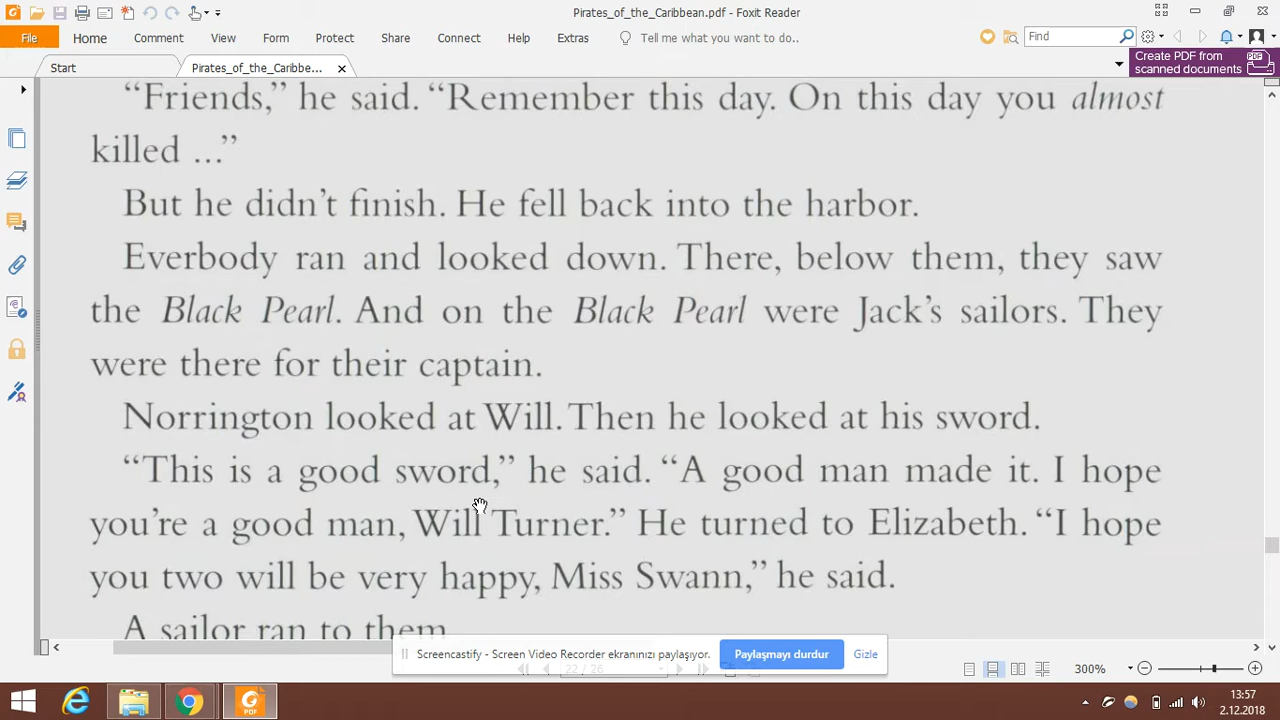 Pirates_of_the_Caribbean.pdf - Foxit Reader
File Home Comment View Form Protect Share Connect Help Extras Tell me what you want to do.. Find
Start Pirates_of_the_Caribbe... Create PDF from
scanned documents
“Friends,” he said. “Remember this day. On this day you almost
killed ...”
But he didn’t finish. He fell back into the harbor.
Everbody ran and looked down. There, below them, they saw
the Black Pearl. And on the Black Pearl were Jack’s sailors. They
were there for their captain.
Norrington looked at Will. Then he looked at his sword.
“This is a good sword,” he said. “A good man made it. I hope
you’re a good man, Will Turner.” He turned to Elizabeth. “I hope
you two will be very happy, Miss Swann,” he said.
A sailor ran to them
Screencastify - Screen Video Recorder ekranınızı paylaşıyor. Paylaşmayı durdur Gizle
22 / 26 300%
PDF
13:57
2.12.2018